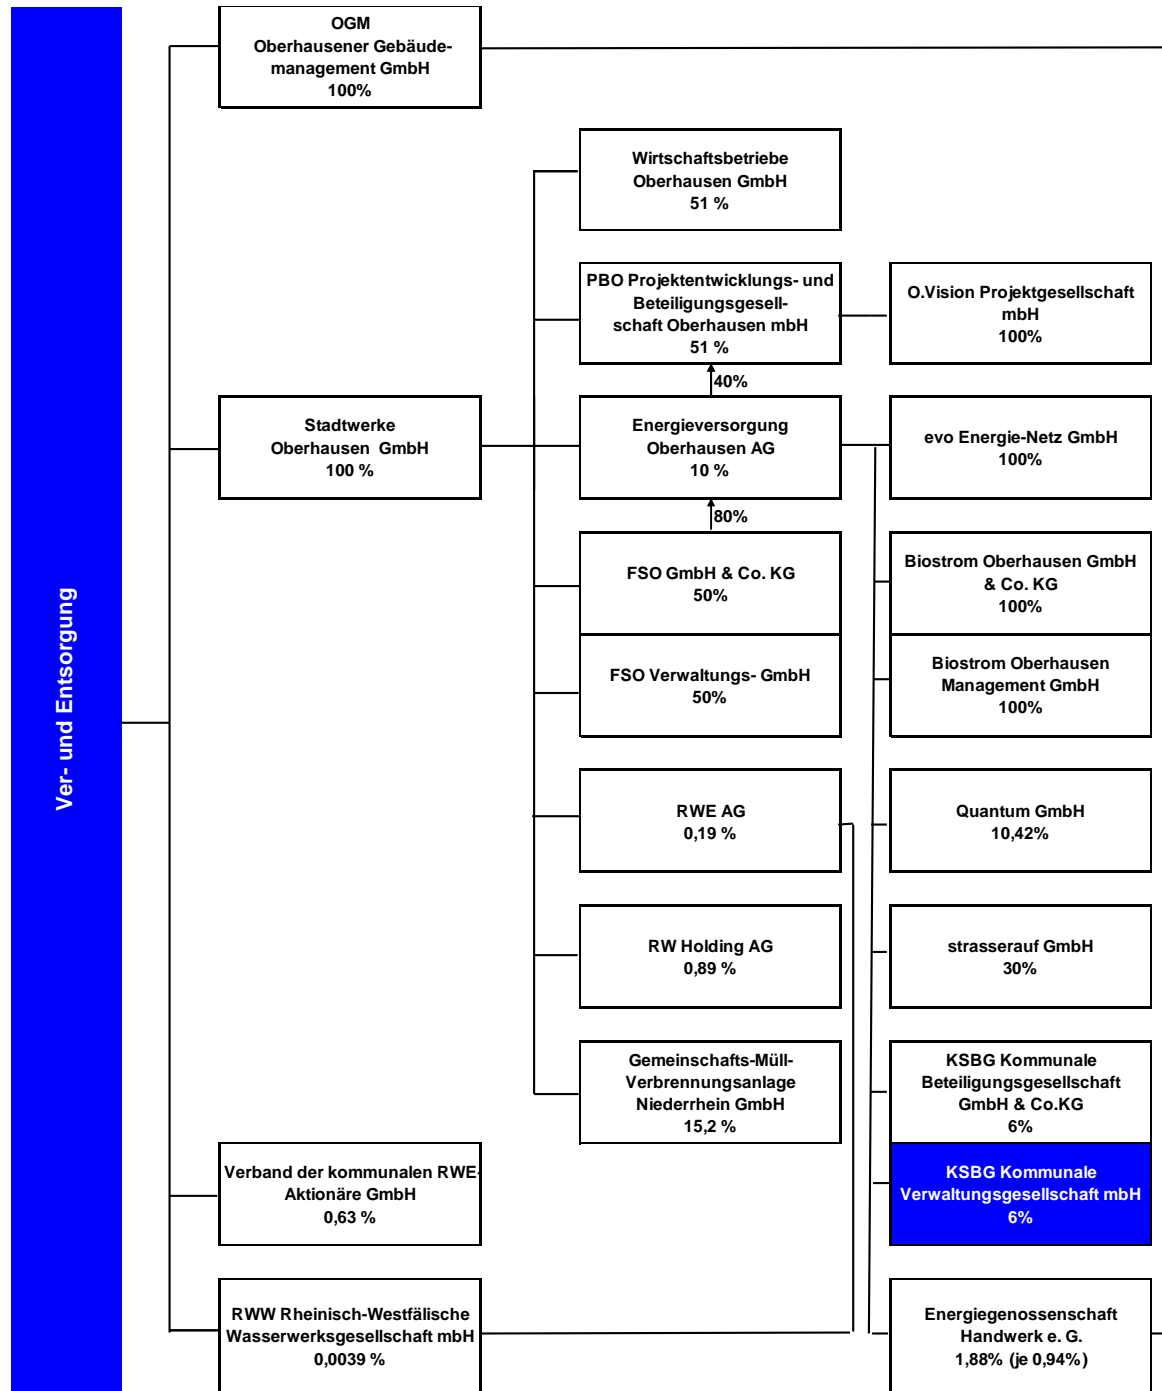 Ver- und Entsorgung
OGM
Oberhausener Gebäude-
management GmbH
100%
Wirtschaftsbetriebe
Oberhausen GmbH
51 %
PBO Projektentwicklungs- und
Beteiligungsgesell-
schaft Oberhausen mbH
51 %
O.Vision Projektgesellschaft
mbH
100%
40%
Stadtwerke
Oberhausen GmbH
100 %
Energieversorgung
Oberhausen AG
10 %
evo Energie-Netz GmbH
100%
80%
FSO GmbH & Co. KG
50%
Biostrom Oberhausen GmbH
& Co. KG
100%
FSO Verwaltungs- GmbH
50%
Biostrom Oberhausen
Management GmbH
100%
RWE AG
0,19 %
Quantum GmbH
10,42%
RW Holding AG
0,89 %
strasserauf GmbH
30%
Gemeinschafts-Müll-
Verbrennungsanlage
Niederrhein GmbH
15,2 %
KSBG Kommunale
Beteiligungsgesellschaft
GmbH & Co.KG
6%
Verband der kommunalen RWE-
Aktionäre GmbH
0,63 %
KSBG Kommunale
Verwaltungsgesellschaft mbH
6%
RWW Rheinisch-Westfälische
Wasserwerksgesellschaft mbH
0,0039 %
Energiegenossenschaft
Handwerk e. G.
1,88% (je 0,94%)